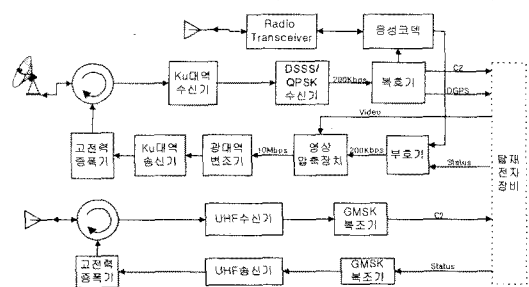 Radio
Transceiver
음성코덱
Ku대역
수신기
DSSS/
QPSK
수신기
200Kbps
복호기
C2
DGPS
Video
고전력
증폭기
Ku대역
송신기
광대역
변조기
10Mbps
영상
압축장치
200Kbps
부호기
Status
탑재
전자
장비
UHF수신기
GMSK
복조기
C2
고전력
증폭기
UHF송신기
GMSK
복조기
Status